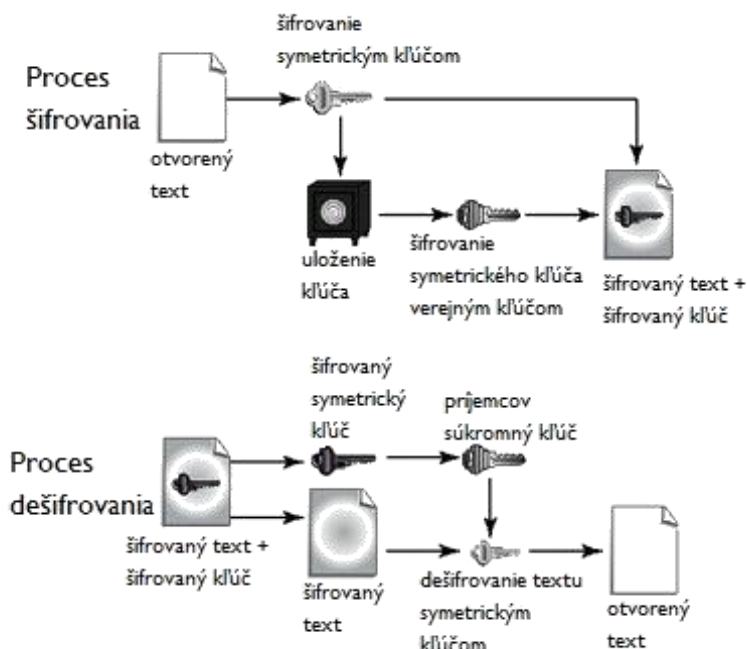 šifrovanie
symetrickým kľúčom
Proces
šifrovania
otvorený
text
uloženie
kľúča
šifrovanie
symetrického kľúča
verejným kľúčom
šifrovaný text +
šifrovaný kľúč
šifrovaný
symetrický
kľúč
príjemcov
súkromný kľúč
Proces
dešifrovania
šifrovaný text +
šifrovaný kľúč
šifrovaný
text
dešifrovanie textu
symetrickým
kľúčom
otvorený
text